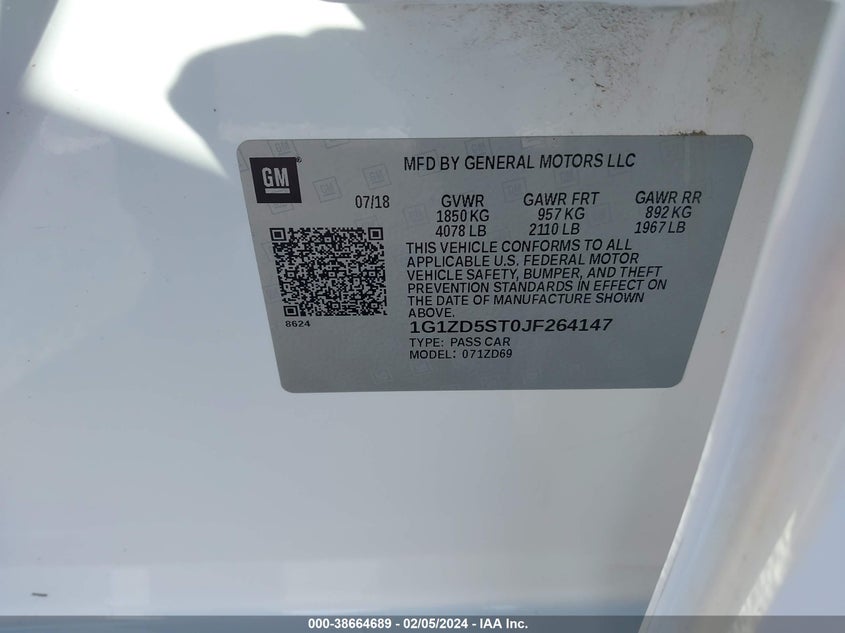 GM
MFD BY GENERAL MOTORS LLC
07/18
GVWR GAWR FRT GAWR RR
1850 KG 957 KG 892 KG
4078 LB 2110 LB 1967 LB
THIS VEHICLE CONFORMS TO ALL
APPLICABLE U.S. FEDERAL MOTOR
VEHICLE SAFETY, BUMPER, AND THEFT
PREVENTION STANDARDS IN EFFECT ON
THE DATE OF MANUFACTURE SHOWN
ABOVE.
8624
1G1ZD5ST0JF264147
TYPE: PASS CAR
MODEL: 071ZD69
000-38664689 - 02/05/2024 - IAA Inc.